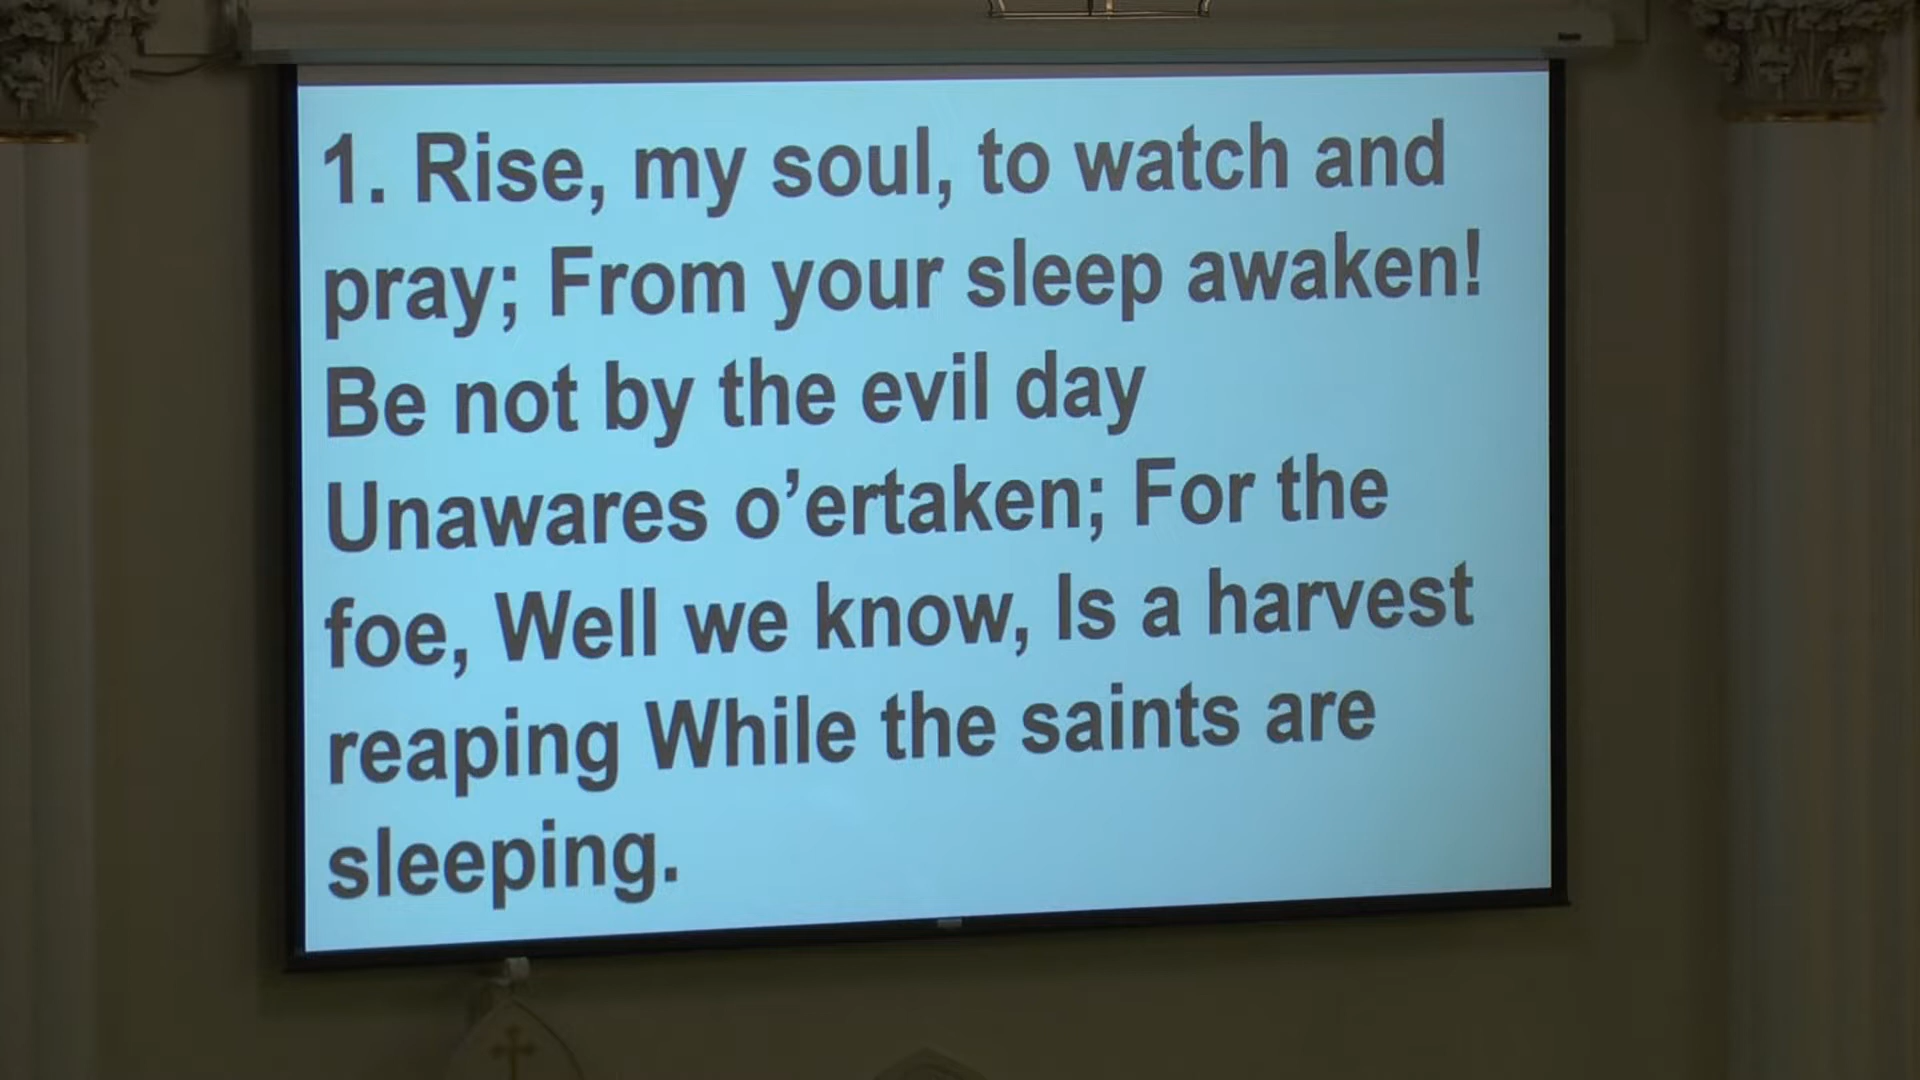 1. Rise, my soul, to watch and
pray; From your sleep awaken!
Be not by the evil day
Unawares o’ertaken; For the
foe, Well we know, Is a harvest
reaping While the saints are
sleeping.